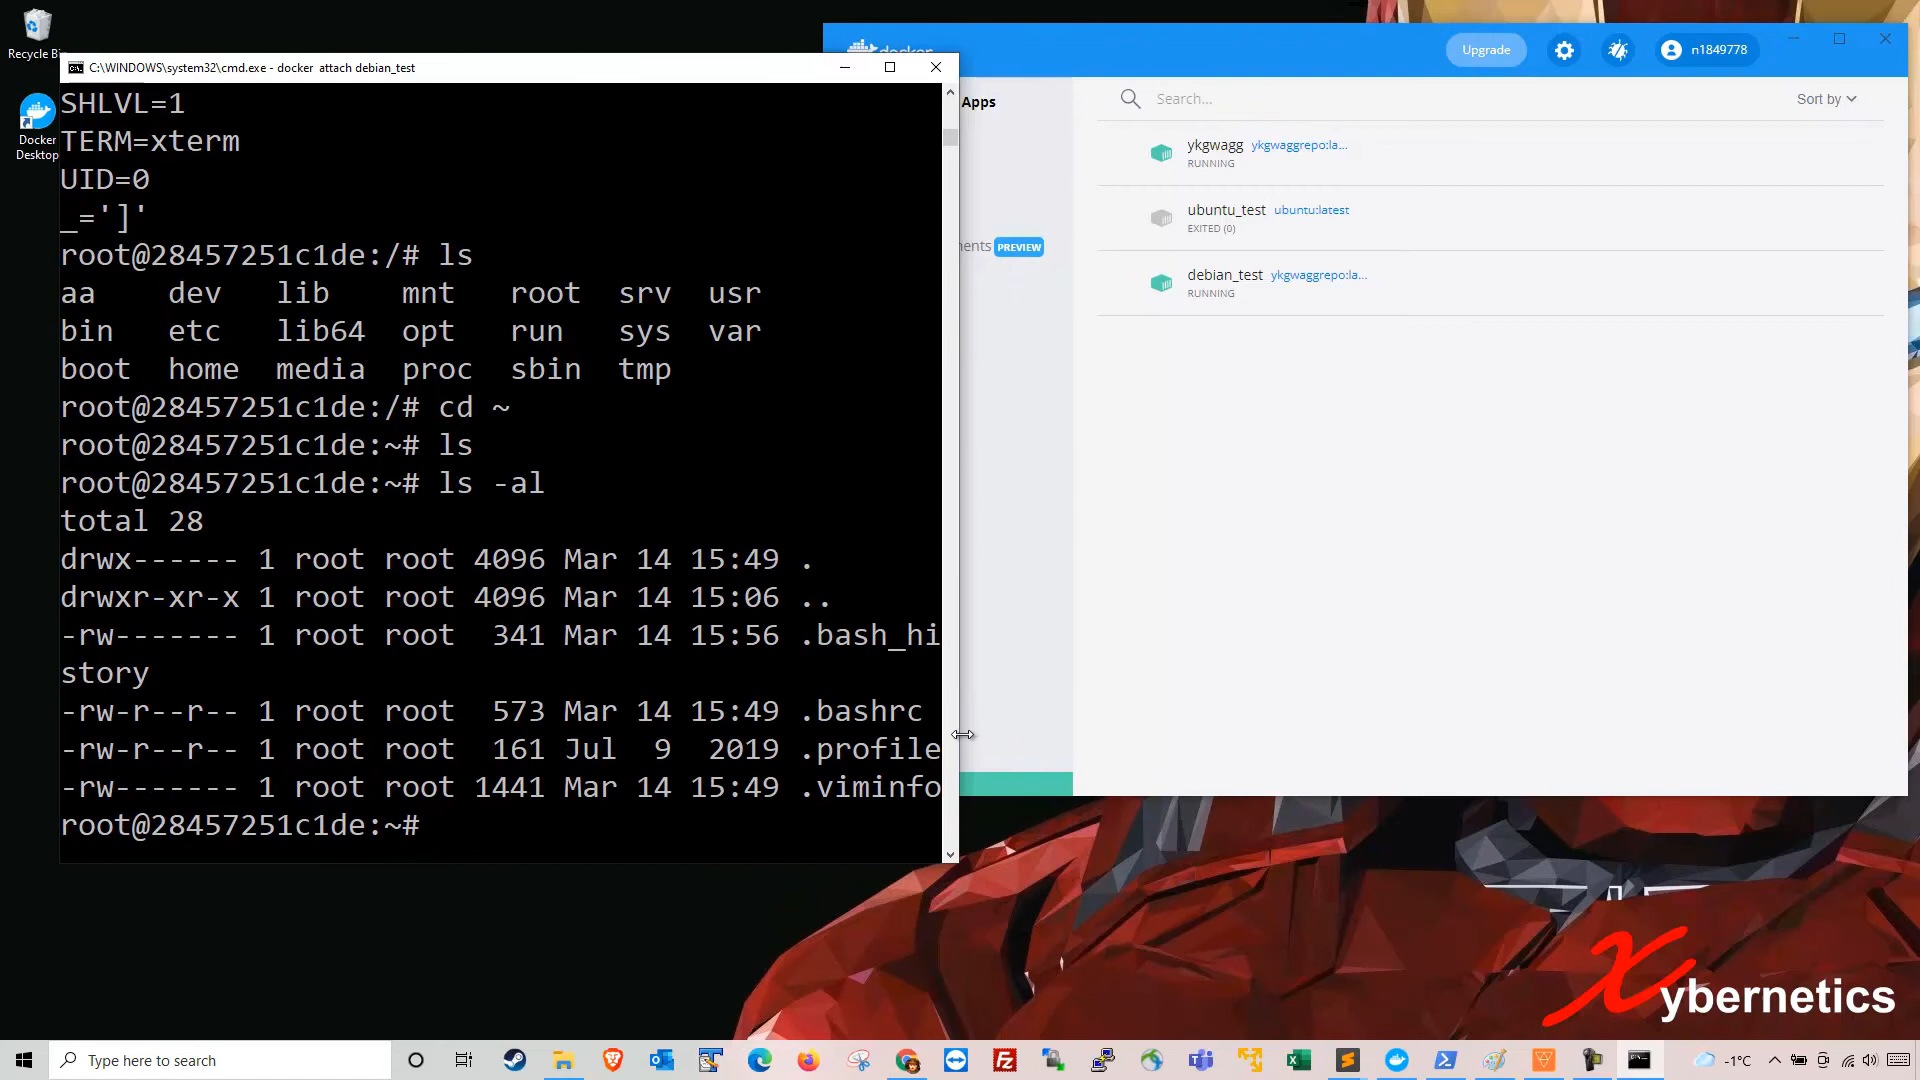 Recycle Bi
Docker
Desktop
C:\WINDOWS\system32\cmd.exe - docker attach debian_test
SHLVL=1
TERM=xterm
UID=0
_=']'
root@28457251c1de:/# ls
aa dev lib mnt root srv usr
bin etc lib64 opt run sys var
boot home media proc sbin tmp
root@28457251c1de:/# cd ~
root@28457251c1de:~# ls
root@28457251c1de:~# ls -al
total 28
drwx------ 1 root root 4096 Mar 14 15:49 .
drwxr-xr-x 1 root root 4096 Mar 14 15:06 ..
-rw------- 1 root root 341 Mar 14 15:56 .bash_hi
story
-rw-r--r-- 1 root root 573 Mar 14 15:49 .bashrc
-rw-r--r-- 1 root root 161 Jul 9 2019 .profile
-rw------- 1 root root 1441 Mar 14 15:49 .viminfo
root@28457251c1de:~#
docker
Upgrade
n1849778
Apps
ments PREVIEW
Search...
Sort by
ykgwagg ykgwaggrepo:la...
RUNNING
ubuntu_test ubuntu:latest
EXITED (0)
debian_test ykgwaggrepo:la...
RUNNING
Xybernetics
Type here to search
-1°C